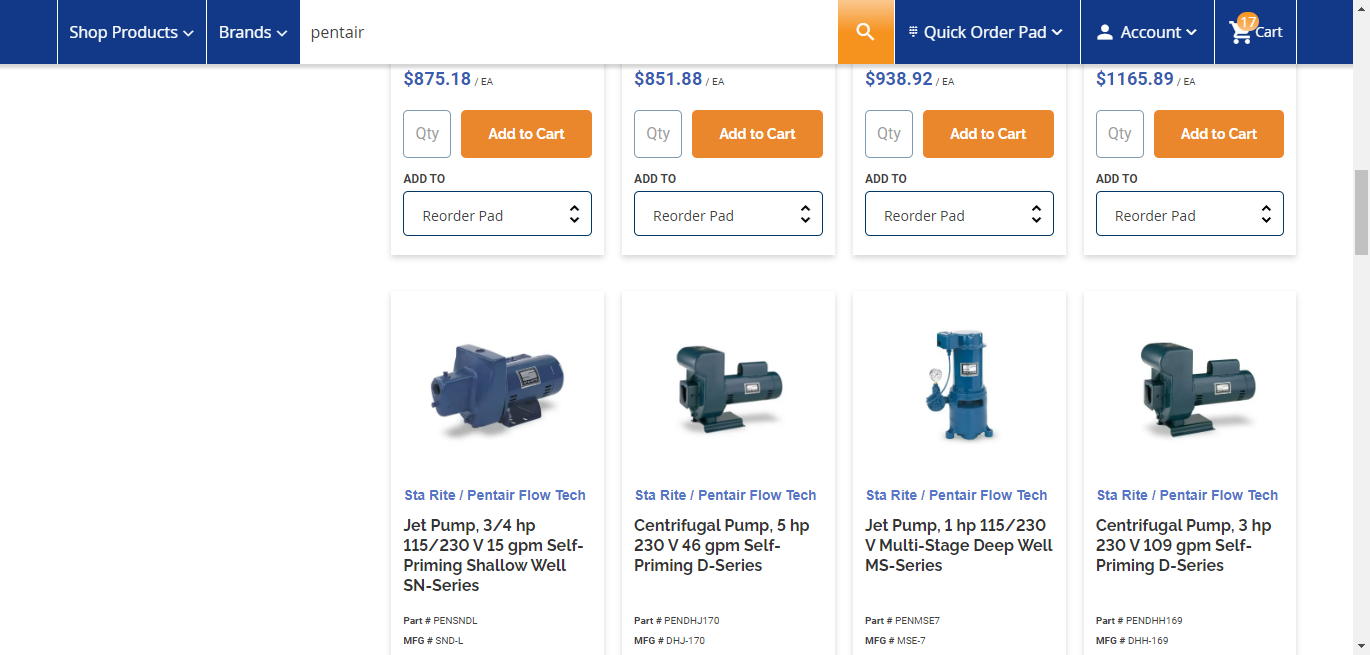 Shop Products
Brands
pentair
Quick Order Pad
Account
17
Cart
$875.18 / EA
$851.88 / EA
$938.92 / EA
$1165.89 / EA
Qty
Add to Cart
Qty
Add to Cart
Qty
Add to Cart
Qty
Add to Cart
ADD TO
ADD TO
ADD TO
ADD TO
Reorder Pad
Reorder Pad
Reorder Pad
Reorder Pad
Sta Rite / Pentair Flow Tech
Jet Pump, 3/4 hp
115/230 V 15 gpm Self-
Priming Shallow Well
SN-Series
Part # PENSNDL
MFG # SND-L
Sta Rite / Pentair Flow Tech
Centrifugal Pump, 5 hp
230 V 46 gpm Self-
Priming D-Series
Part # PENDHJ170
MFG # DHJ-170
Sta Rite / Pentair Flow Tech
Jet Pump, 1 hp 115/230
V Multi-Stage Deep Well
MS-Series
Part # PENMSE7
MFG # MSE-7
Sta Rite / Pentair Flow Tech
Centrifugal Pump, 3 hp
230 V 109 gpm Self-
Priming D-Series
Part # PENDHH169
MFG # DHH-169